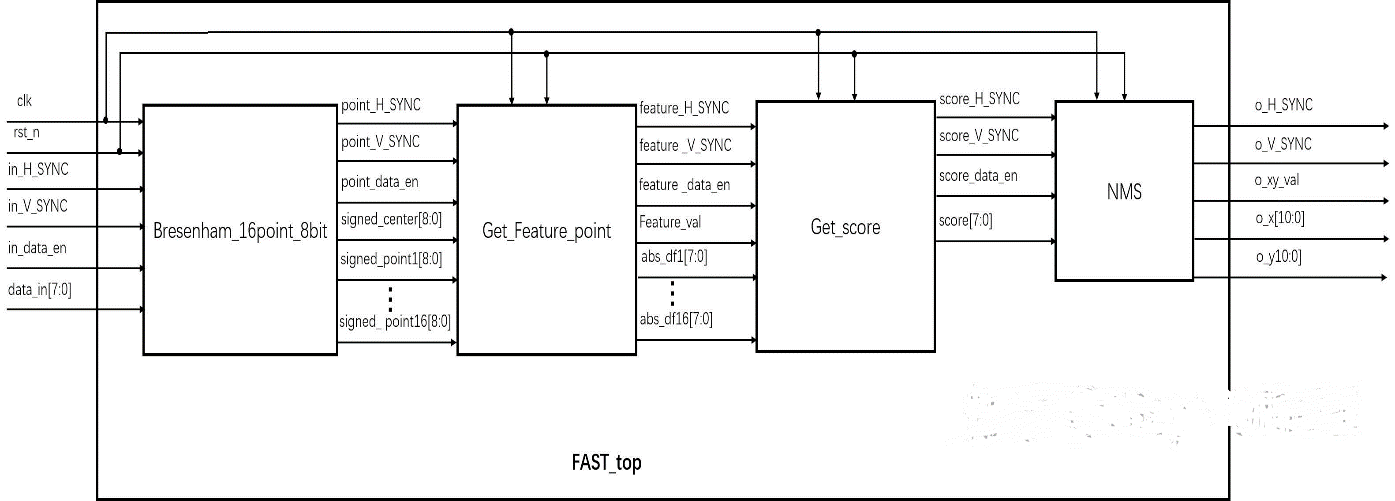 clk
rst_n
in_H_SYNC
in_V_SYNC
in_data_en
data_in[7:0]
Bresenham_16point_8bit
point_H_SYNC
point_V_SYNC
point_data_en
signed_center[8:0]
signed_point1[8:0]
signed_ point16[8:0]
Get_Feature_point
feature_H_SYNC
feature _V_SYNC
feature _data_en
Feature_val
abs_df1[7:0]
abs_df16[7:0]
Get_score
score_H_SYNC
score_V_SYNC
score_data_en
score[7:0]
NMS
o_H_SYNC
o_V_SYNC
o_xy_val
o_x[10:0]
o_y10:0]
FAST_top